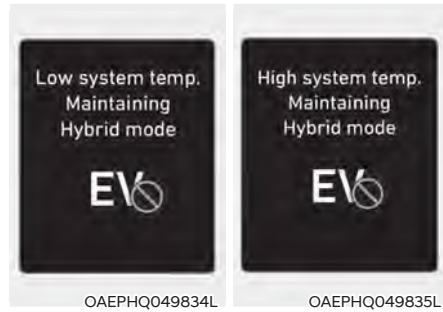 Low system temp.
Maintaining
Hybrid mode
EV
OAEPHQ049834L
High system temp.
Maintaining
Hybrid mode
EV
OAEPHQ049835L